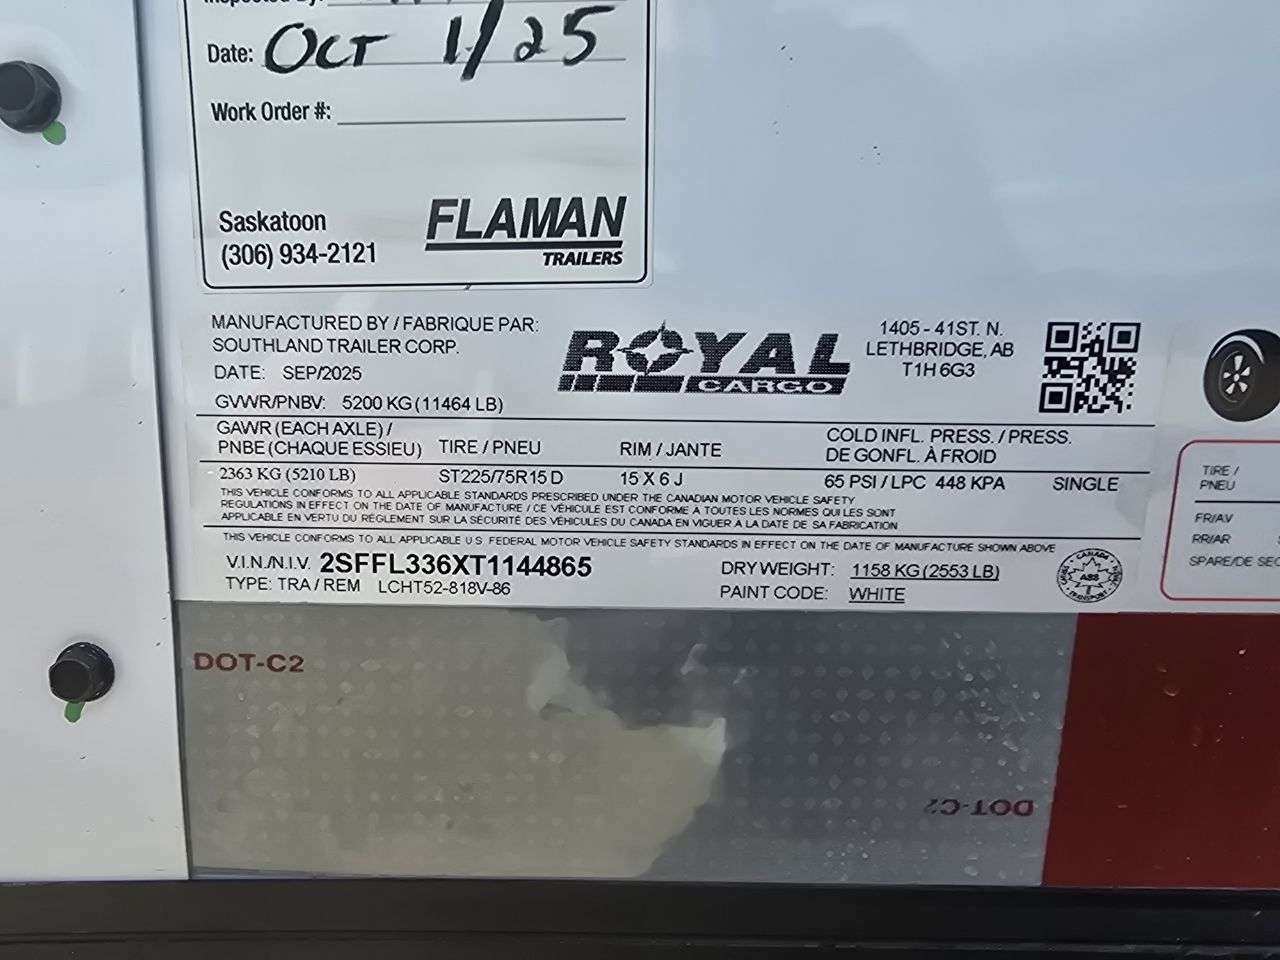 Date: OCT 1/25
Work Order #:
Saskatoon
(306) 934-2121
FLAMAN
TRAILERS
MANUFACTURED BY / FABRIQUE PAR:
SOUTHLAND TRAILER CORP.
DATE: SEP/2025
GVWR/PNBV: 5200 KG (11464 LB)
ROYAL
CARGO
1405 - 41ST. N.
LETHBRIDGE, AB
T1H 6G3
GAWR (EACH AXLE) /
PNBE (CHAQUE ESSIEU) TIRE / PNEU RIM / JANTE
COLD INFL. PRESS. / PRESS.
DE GONFL. À FROID
2363 KG (5210 LB) ST225/75R15 D 15 X 6 J 65 PSI / LPC 448 KPA SINGLE
THIS VEHICLE CONFORMS TO ALL APPLICABLE STANDARDS PRESCRIBED UNDER THE CANADIAN MOTOR VEHICLE SAFETY
REGULATIONS IN EFFECT ON THE DATE OF MANUFACTURE / CE VÉHICULE EST CONFORME À TOUTES LES NORMES QUI LES SONT
APPLICABLE EN VERTU DU RÉGLEMENT SUR LA SÉCURITÉ DES VÉHICULES DU CANADA EN VIGUER À LA DATE DE SA FABRICATION
THIS VEHICLE CONFORMS TO ALL APPLICABLE U.S. FEDERAL MOTOR VEHICLE SAFETY STANDARDS IN EFFECT ON THE DATE OF MANUFACTURE SHOWN ABOVE
V.I.N./N.I.V. 2SFFL336XT1144865
TYPE: TRA / REM LCHT52-818V-86
DRY WEIGHT: 1158 KG (2553 LB)
PAINT CODE: WHITE
CANADA
TRANSPORT
TIRE /
PNEU
FR/AV
RR/AR
SPARE/DE SEC
DOT-C2
DOT-C2